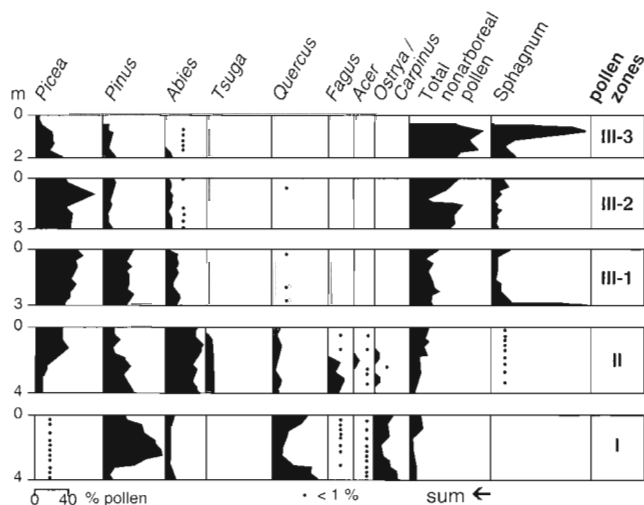 m
Picea
Pinus
Abies
Tsuga
Quercus
Fagus
Acer
Ostrya /
Carpinus
Total
nonarboreal
pollen
Sphagnum
pollen
zones
0
2
III-3
0
3
III-2
0
3
III-1
0
4
II
0
4
I
0 40 % pollen
• < 1 %
sum ←